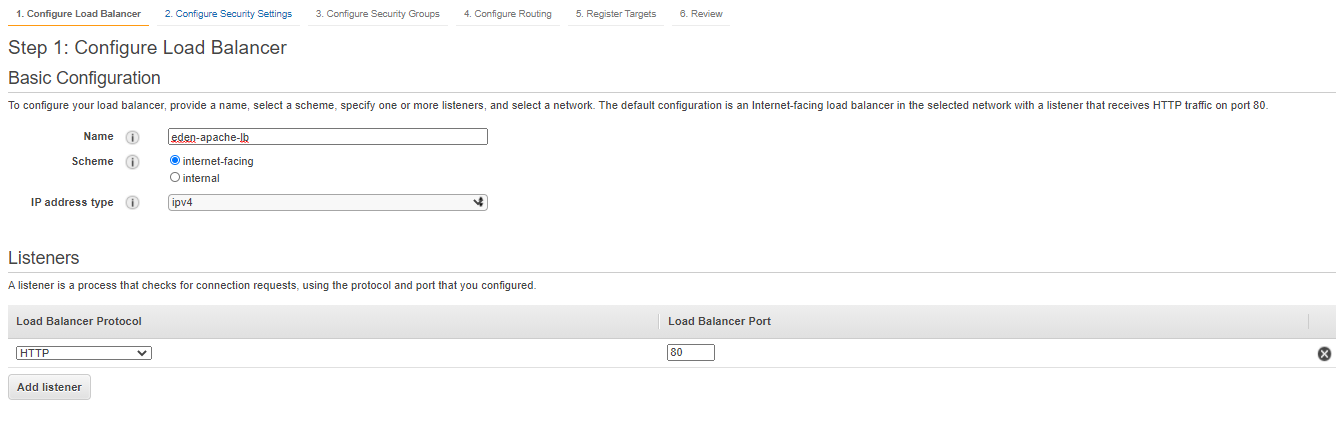 1. Configure Load Balancer 2. Configure Security Settings 3. Configure Security Groups 4. Configure Routing 5. Register Targets 6. Review
Step 1: Configure Load Balancer
Basic Configuration
To configure your load balancer, provide a name, select a scheme, specify one or more listeners, and select a network. The default configuration is an Internet-facing load balancer in the selected network with a listener that receives HTTP traffic on port 80.
Name i eden-apache-lb
Scheme i internet-facing
internal
IP address type i ipv4
Listeners
A listener is a process that checks for connection requests, using the protocol and port that you configured.
Load Balancer Protocol Load Balancer Port
HTTP 80
Add listener